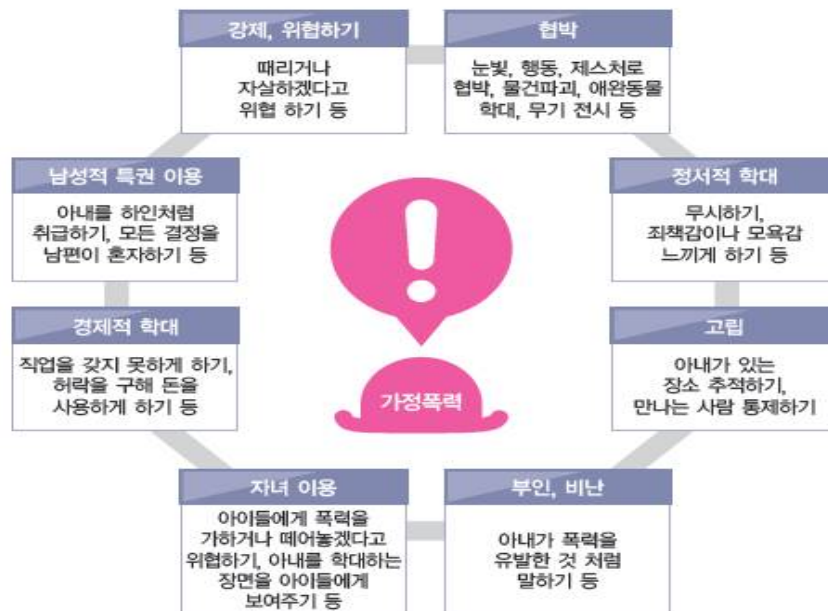 강제, 위협하기
때리거나
자살하겠다고
위협 하기 등
협박
눈빛, 행동, 제스처로
협박, 물건파괴, 애완동물
학대, 무기 전시 등
남성적 특권 이용
아내를 하인처럼
취급하기, 모든 결정을
남편이 혼자하기 등
정서적 학대
무시하기,
죄책감이나 모욕감
느끼게 하기 등
경제적 학대
직업을 갖지 못하게 하기,
허락을 구해 돈을
사용하게 하기 등
가정폭력
고립
아내가 있는
장소 추적하기,
만나는 사람 통제하기
자녀 이용
아이들에게 폭력을
가하거나 떼어놓겠다고
위협하기, 아내를 학대하는
장면을 아이들에게
보여주기 등
부인, 비난
아내가 폭력을
유발한 것 처럼
말하기 등